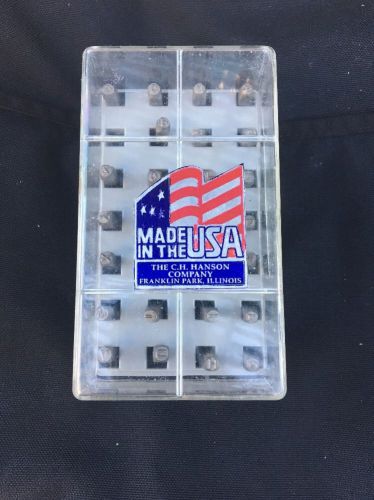 MADE
IN THE USA
THE C.H. HANSON
COMPANY
FRANKLIN PARK, ILLINOIS